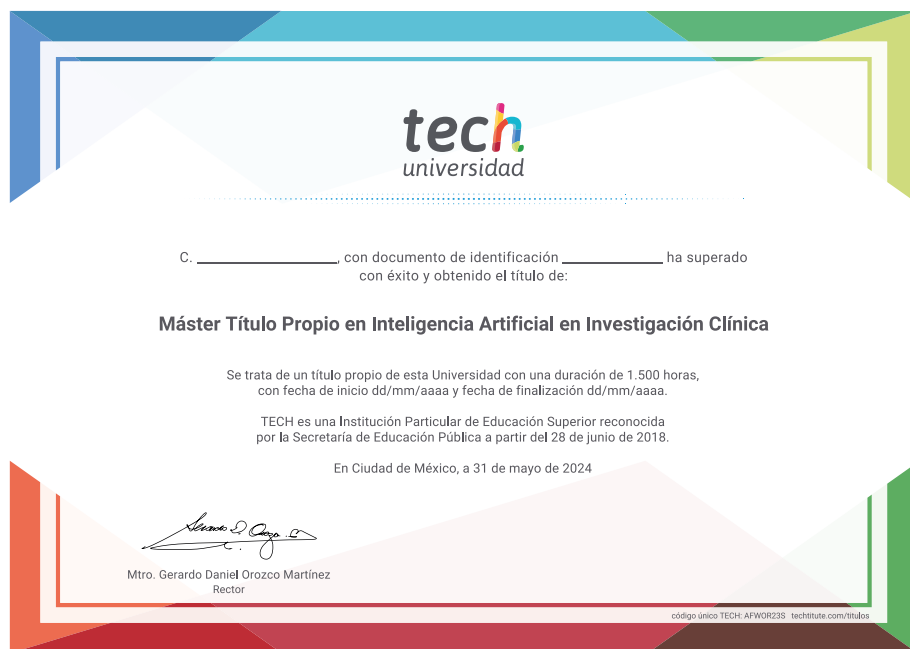 tech
universidad
C. _________________, con documento de identificación ____________ ha superado
con éxito y obtenido el título de:
Máster Título Propio en Inteligencia Artificial en Investigación Clínica
Se trata de un título propio de esta Universidad con una duración de 1.500 horas,
con fecha de inicio dd/mm/aaaa y fecha de finalización dd/mm/aaaa.
TECH es una Institución Particular de Educación Superior reconocida
por la Secretaría de Educación Pública a partir del 28 de junio de 2018.
En Ciudad de México, a 31 de mayo de 2024
Mtro. Gerardo Daniel Orozco Martínez
Rector
código único TECH: AFWOR23S techtitute.com/titulos